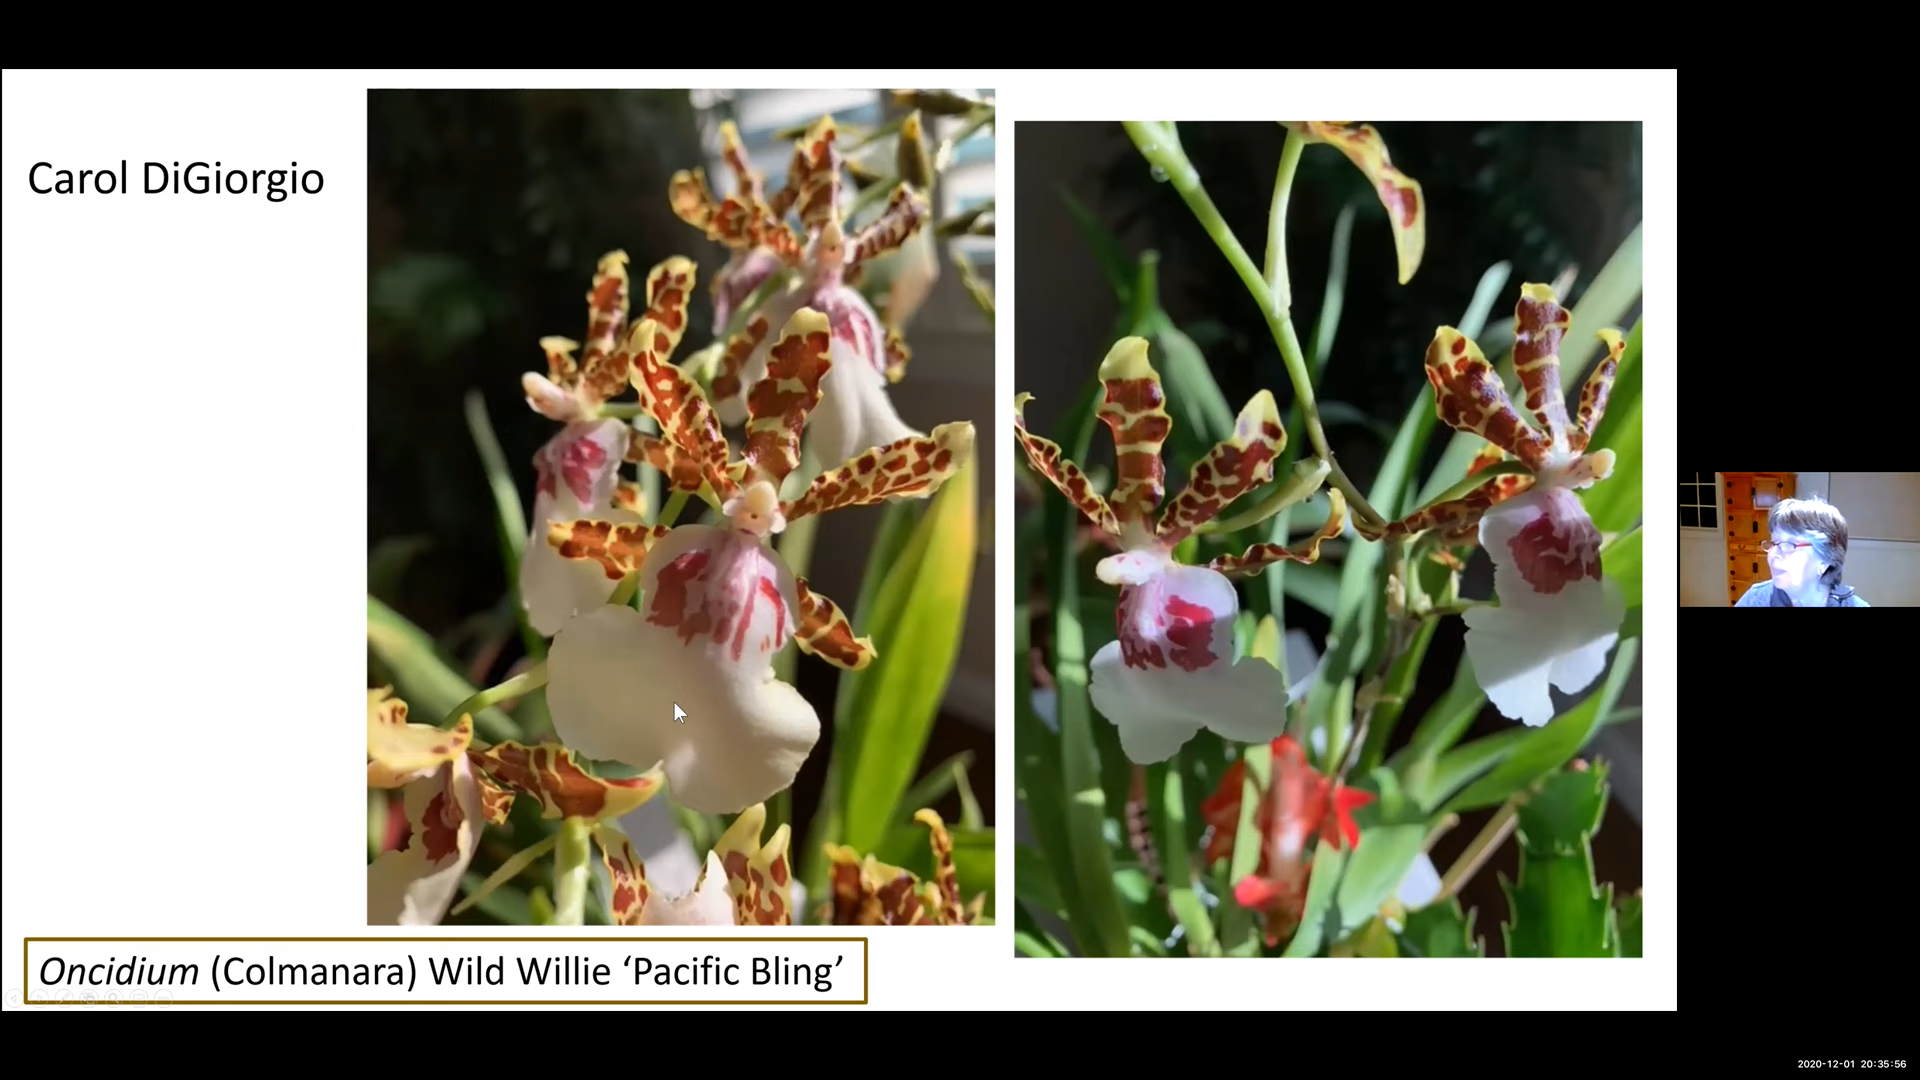 Carol DiGiorgio
Oncidium (Colmanara) Wild Willie ‘Pacific Bling’
2020-12-01 20:35:56